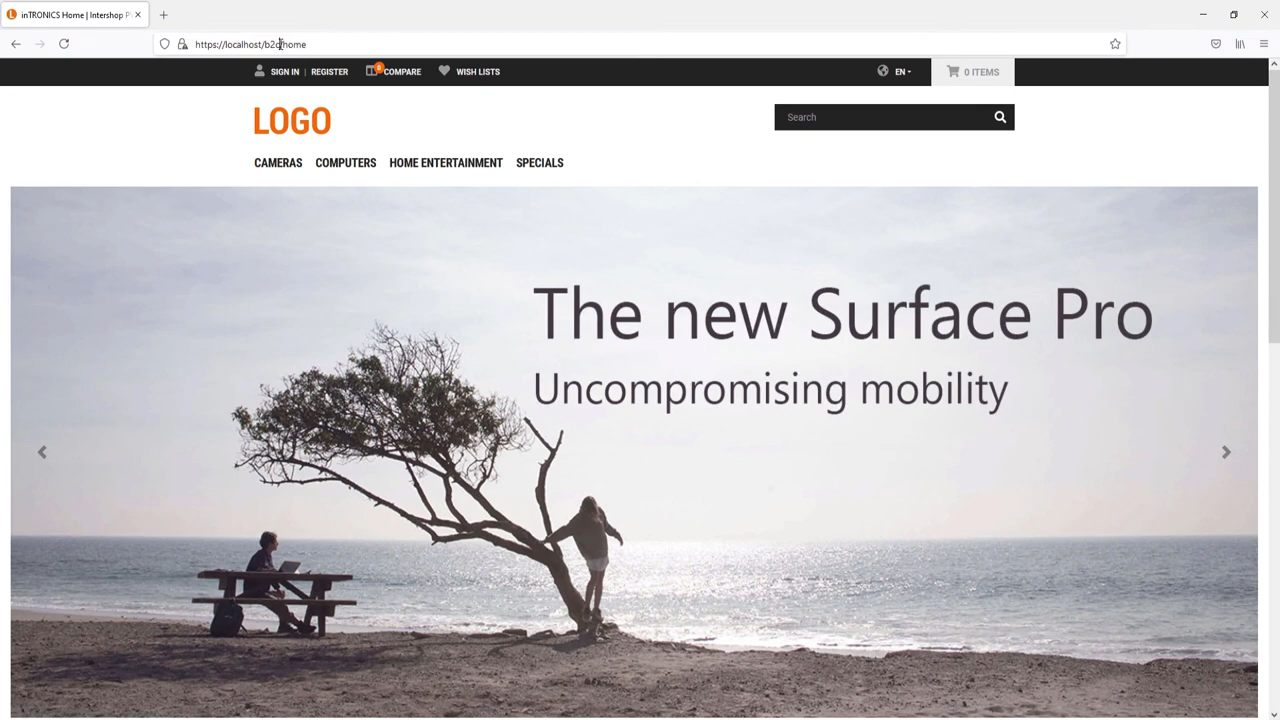 inTRONICS Home | Intershop P
https://localhost/b2c/home
SIGN IN | REGISTER
0
COMPARE
WISH LISTS
EN
0 ITEMS
LOGO
Search
CAMERAS
COMPUTERS
HOME ENTERTAINMENT
SPECIALS
The new Surface Pro
Uncompromising mobility